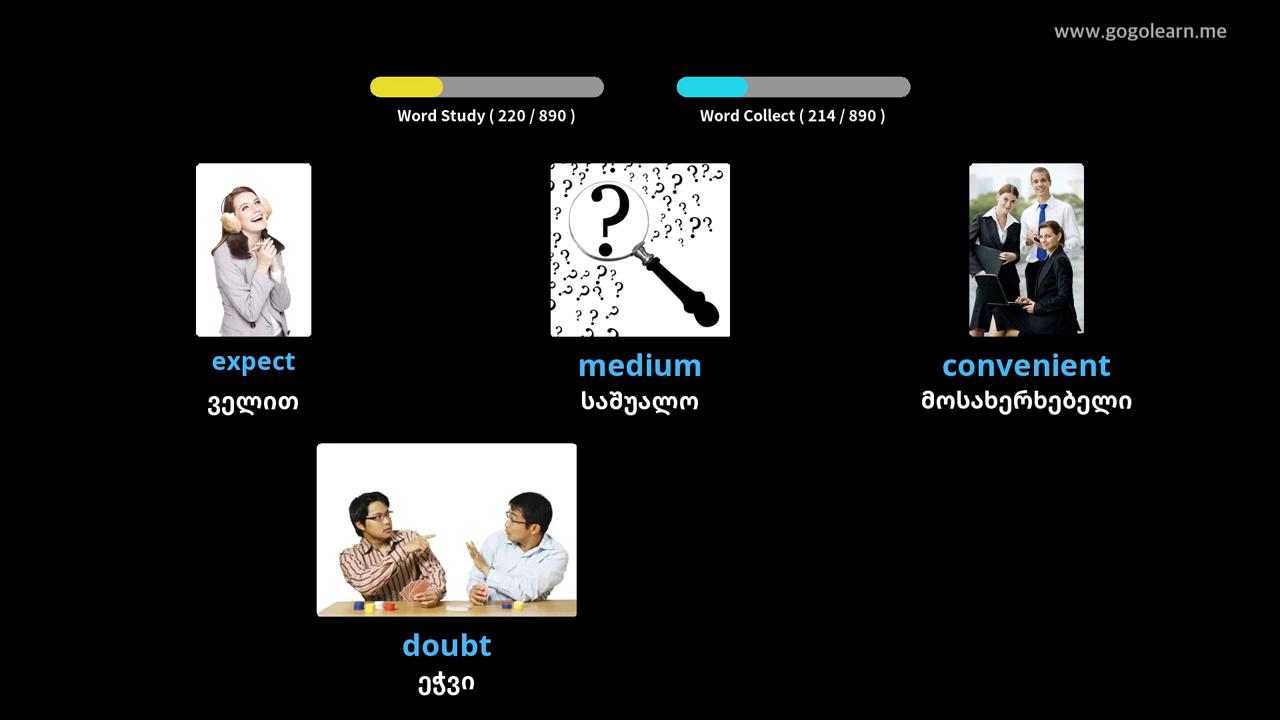 www.gogolearn.me
Word Study ( 220 / 890 )
Word Collect ( 214 / 890 )
expect
ველით
medium
საშუალო
convenient
მოსახერხებელი
doubt
ეჭვი